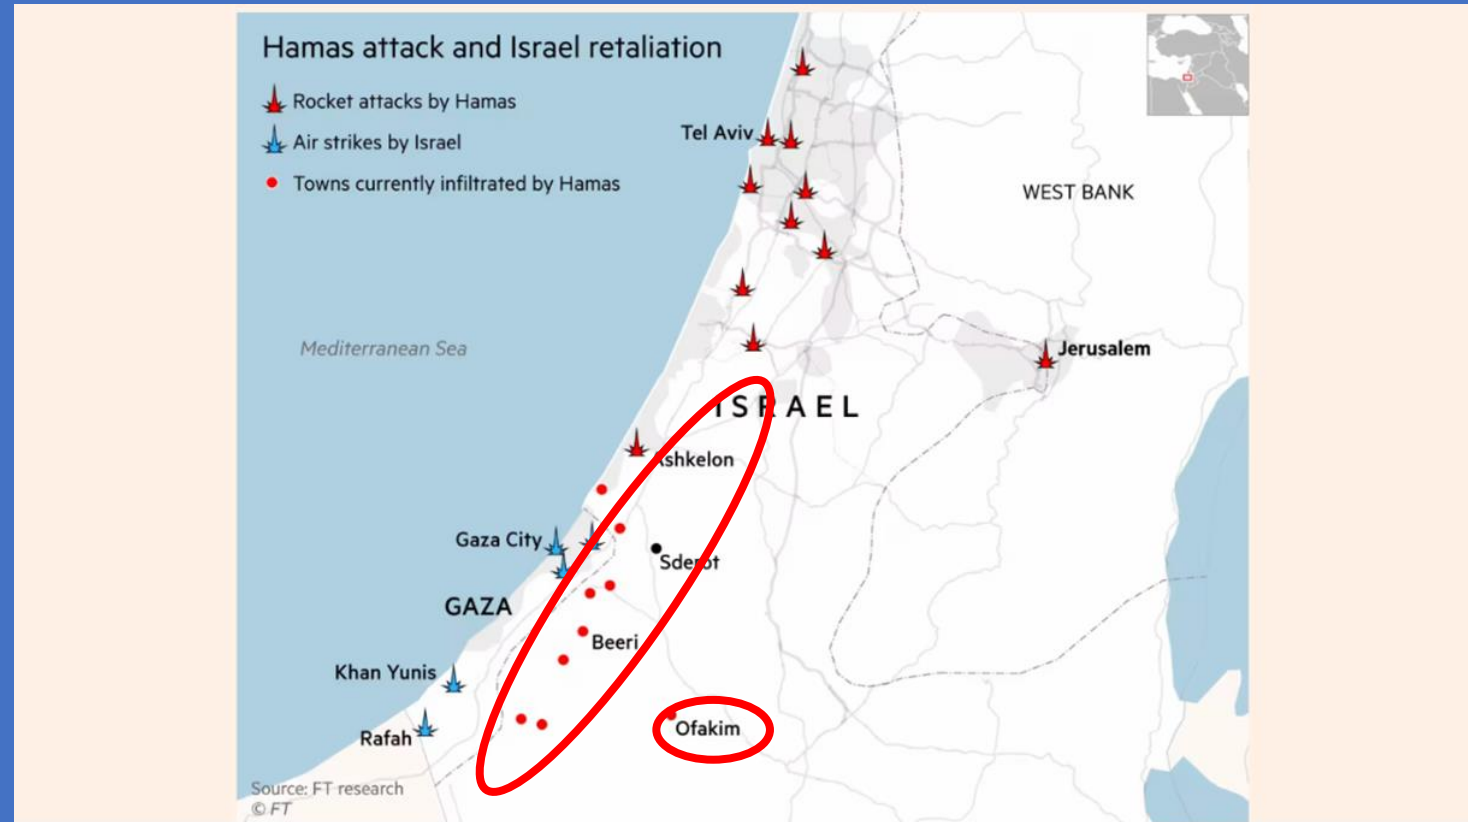 Hamas attack and Israel retaliation
Rocket attacks by Hamas
Air strikes by Israel
Towns currently infiltrated by Hamas
Tel Aviv
WEST BANK
Mediterranean Sea
Jerusalem
ISRAEL
Ashkelon
Gaza City
Sderot
GAZA
Beeri
Khan Yunis
Ofakim
Rafah
Source: FT research
© FT